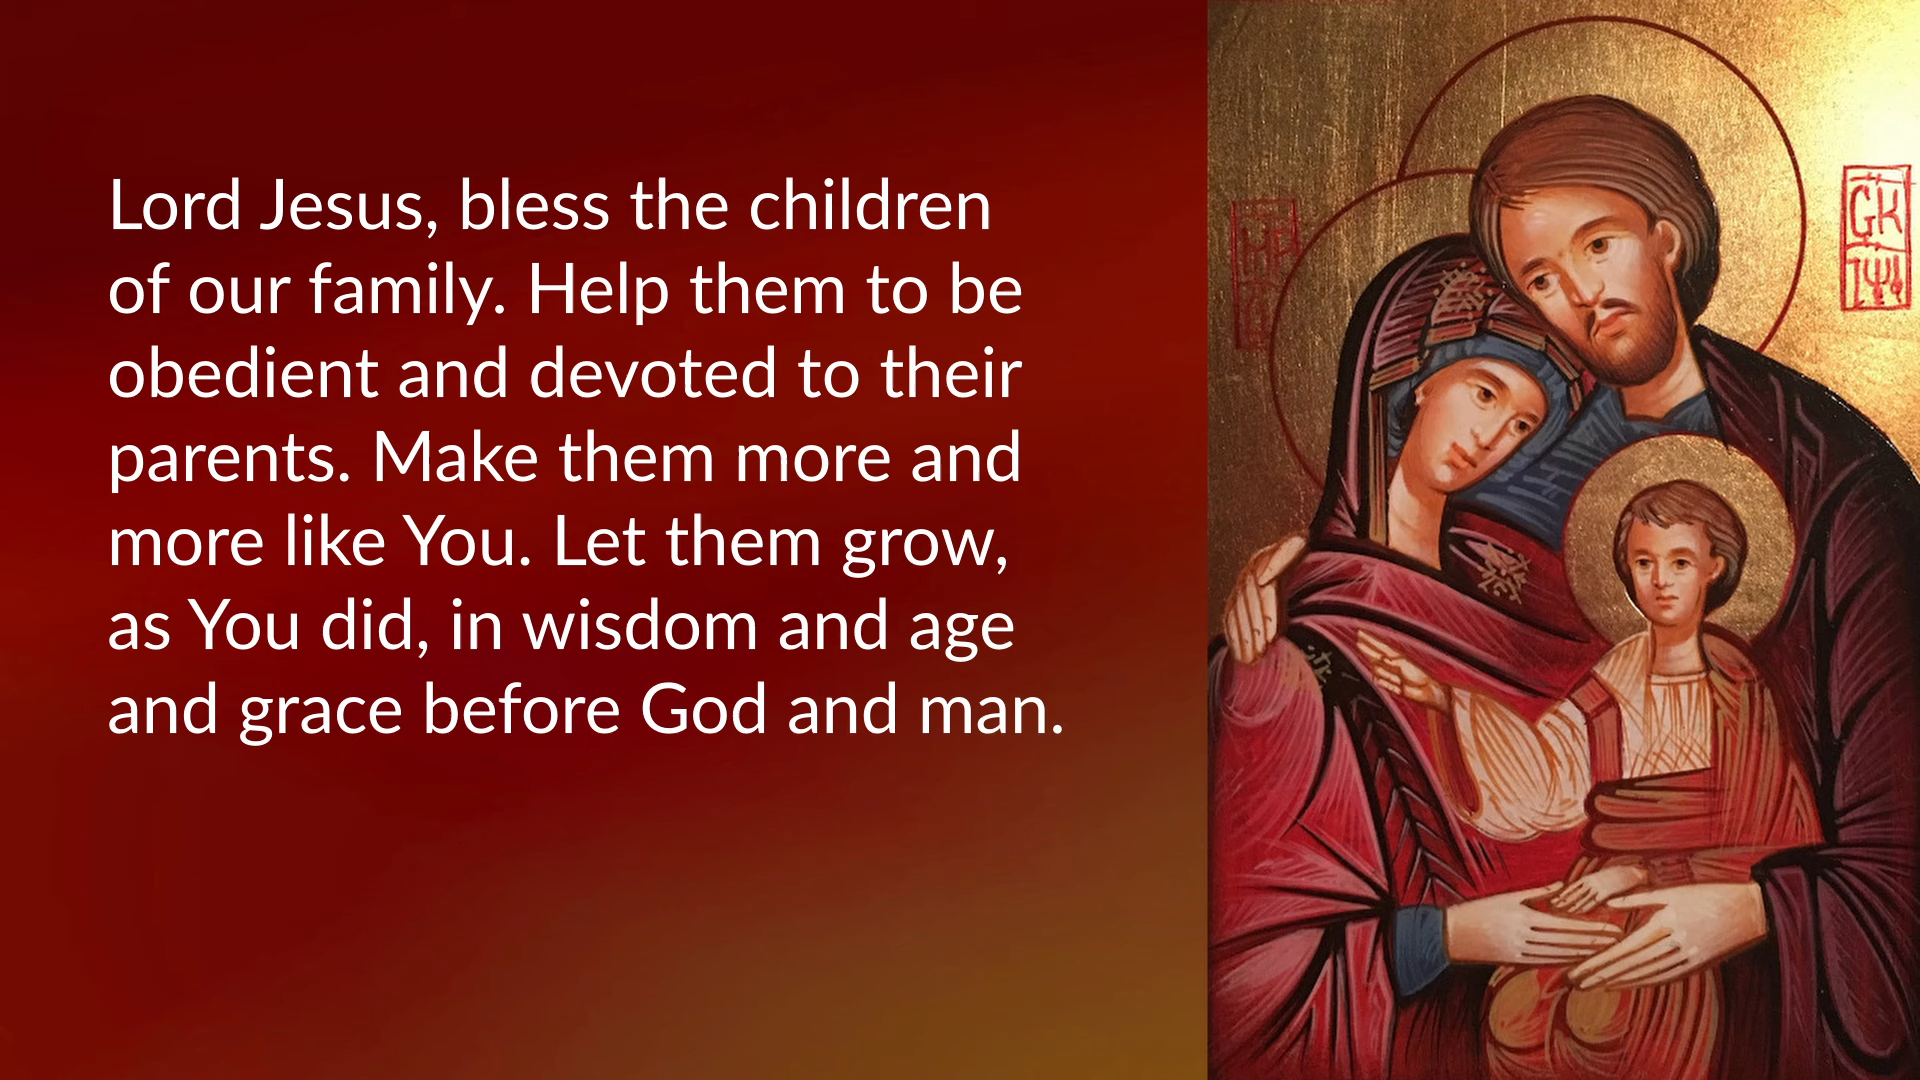 Lord Jesus, bless the children
of our family. Help them to be
obedient and devoted to their
parents. Make them more and
more like You. Let them grow,
as You did, in wisdom and age
and grace before God and man.